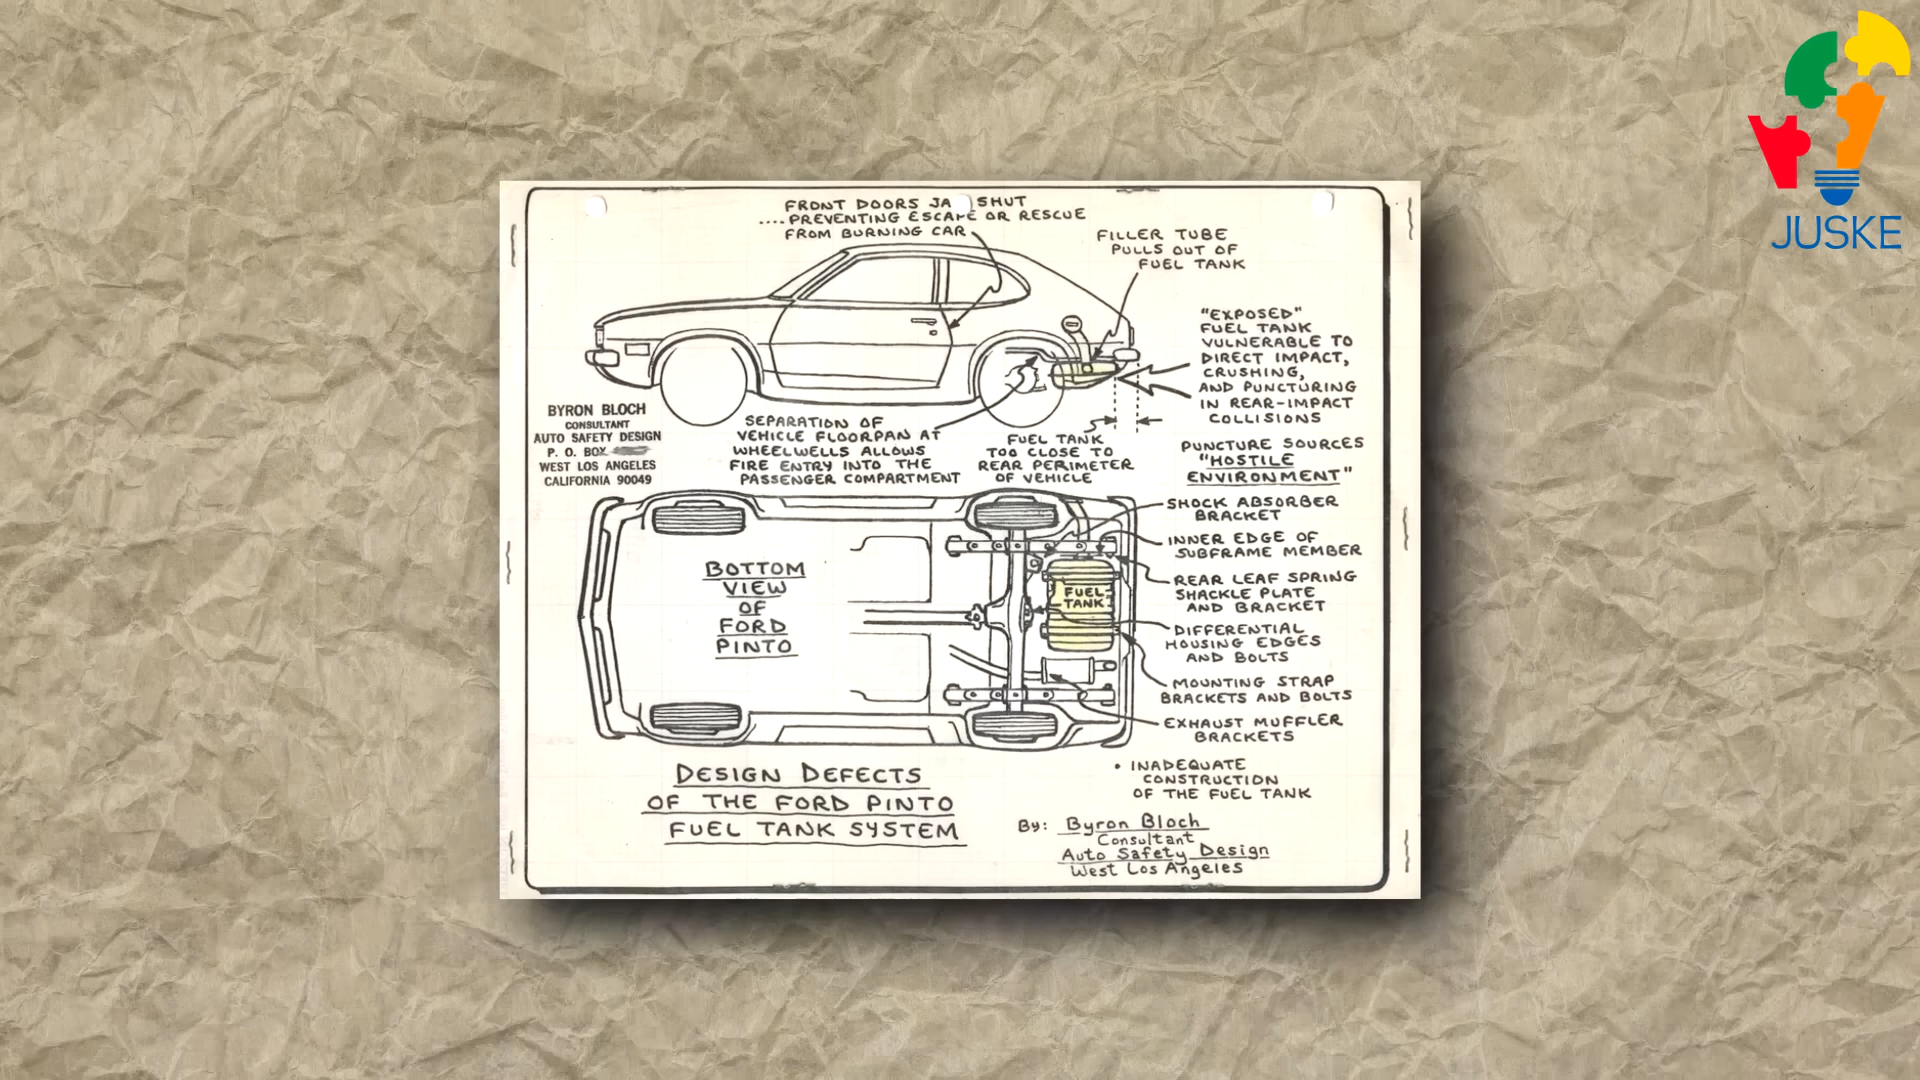 JUSKE
FRONT DOORS JA SHUT
....PREVENTING ESCAPE OR RESCUE
FROM BURNING CAR
FILLER TUBE
PULLS OUT OF
FUEL TANK
"EXPOSED"
FUEL TANK
VULNERABLE TO
DIRECT IMPACT,
CRUSHING,
AND PUNCTURING
IN REAR-IMPACT
COLLISIONS
BYRON BLOCH
CONSULTANT
AUTO SAFETY DESIGN
P. O. BOX
WEST LOS ANGELES
CALIFORNIA 90049
SEPARATION OF
VEHICLE FLOORPAN AT
WHEELWELLS ALLOWS
FIRE ENTRY INTO THE
PASSENGER COMPARTMENT
FUEL TANK
TOO CLOSE TO
REAR PERIMETER
OF VEHICLE
PUNCTURE SOURCES
"HOSTILE
ENVIRONMENT"
SHOCK ABSORBER
BRACKET
INNER EDGE OF
SUBFRAME MEMBER
REAR LEAF SPRING
SHACKLE PLATE
AND BRACKET
DIFFERENTIAL
HOUSING EDGES
AND BOLTS
MOUNTING STRAP
BRACKETS AND BOLTS
EXHAUST MUFFLER
BRACKETS
BOTTOM
VIEW
OF
FORD
PINTO
FUEL
TANK
• INADEQUATE
CONSTRUCTION
OF THE FUEL TANK
DESIGN DEFECTS
OF THE FORD PINTO
FUEL TANK SYSTEM
By: Byron Bloch
Consultant
Auto Safety Design
West Los Angeles